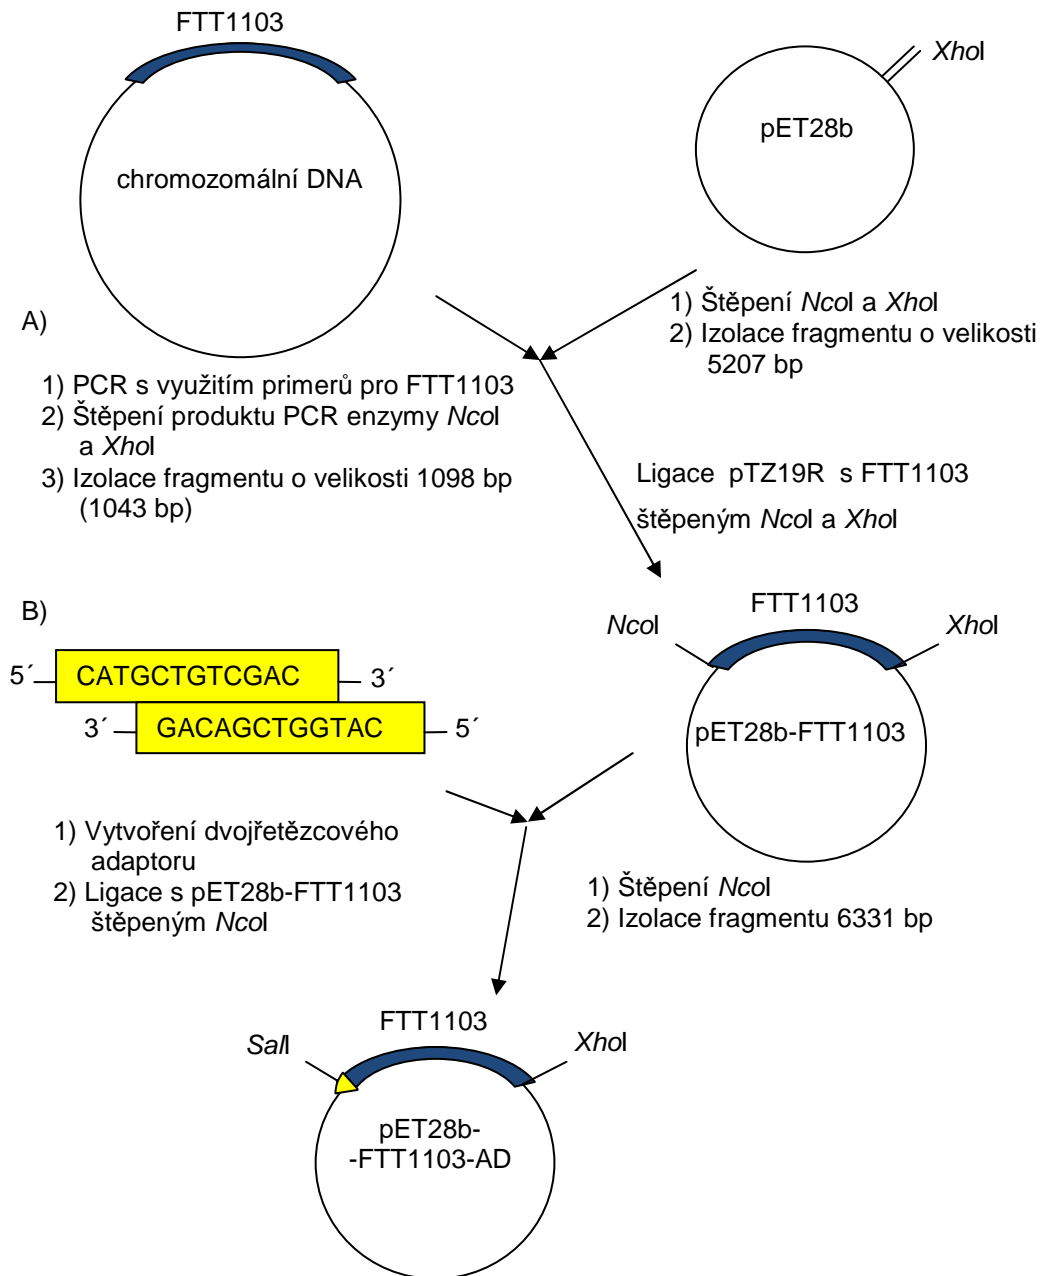 FTT1103
XhoI
pET28b
chromozomální DNA
A)
1) Štěpení NcoI a XhoI
2) Izolace fragmentu o velikosti
5207 bp
1) PCR s využitím primerů pro FTT1103
2) Štěpení produktu PCR enzymy NcoI
a XhoI
3) Izolace fragmentu o velikosti 1098 bp
(1043 bp)
Ligace pTZ19R s FTT1103
štěpeným NcoI a XhoI
B)
FTT1103
NcoI
XhoI
5´ CATGCTGTCGAC 3´
3´ GACAGCTGGTAC 5´
pET28b-FTT1103
1) Vytvoření dvojřetězcového
adaptoru
2) Ligace s pET28b-FTT1103
štěpeným NcoI
1) Štěpení NcoI
2) Izolace fragmentu 6331 bp
FTT1103
SalI
XhoI
pET28b-
-FTT1103-AD